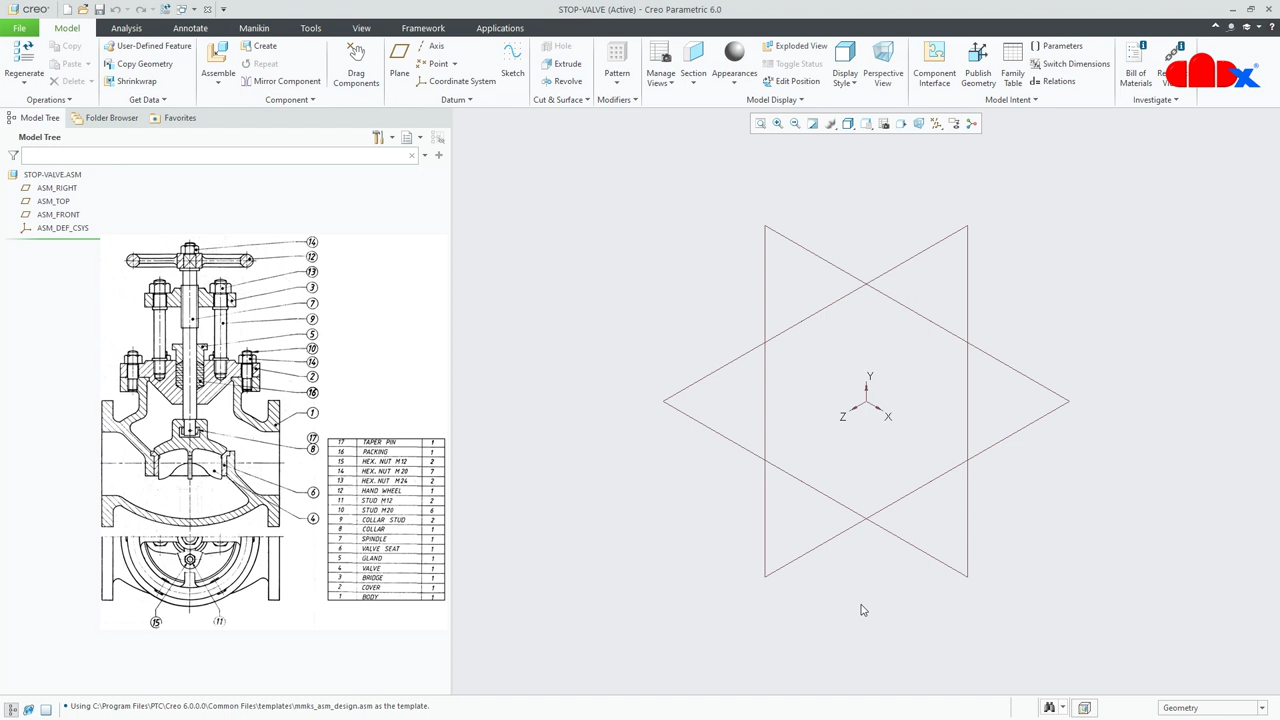 creo
STOP-VALVE (Active) - Creo Parametric 6.0
File
Model
Analysis
Annotate
Manikin
Tools
View
Framework
Applications
Regenerate
Copy
Paste
Delete
Operations
User-Defined Feature
Copy Geometry
Shrinkwrap
Get Data
Assemble
Create
Repeat
Mirror Component
Component
Drag Components
Plane
Axis
Point
Coordinate System
Sketch
Datum
Hole
Extrude
Revolve
Cut & Surface
Pattern
Modifiers
Manage Views
Section
Appearances
Exploded View
Toggle Status
Edit Position
Display Style
Perspective View
Model Display
Component Interface
Publish Geometry
Family Table
Parameters
Switch Dimensions
Relations
Model Intent
Bill of Materials
Investigate
Model Tree
Folder Browser
Favorites
Model Tree
STOP-VALVE.ASM
ASM_RIGHT
ASM_TOP
ASM_FRONT
ASM_DEF_CSYS
14
12
13
3
7
9
5
10
14
2
16
1
17
8
6
4
15
11
17 TAPER PIN 1
16 PACKING 1
15 HEX. NUT M12 2
14 HEX. NUT M20 7
13 HEX. NUT M24 2
12 HAND WHEEL 1
11 STUD M12 2
10 STUD M20 6
9 COLLAR STUD 2
8 COLLAR 1
7 SPINDLE 1
6 VALVE SEAT 1
5 GLAND 1
4 VALVE 1
3 BRIDGE 1
2 COVER 1
1 BODY 1
Y
Z
X
Using C:\Program Files\PTC\Creo 6.0.0.0\Common Files\templates\mmks_asm_design.asm as the template.
Geometry